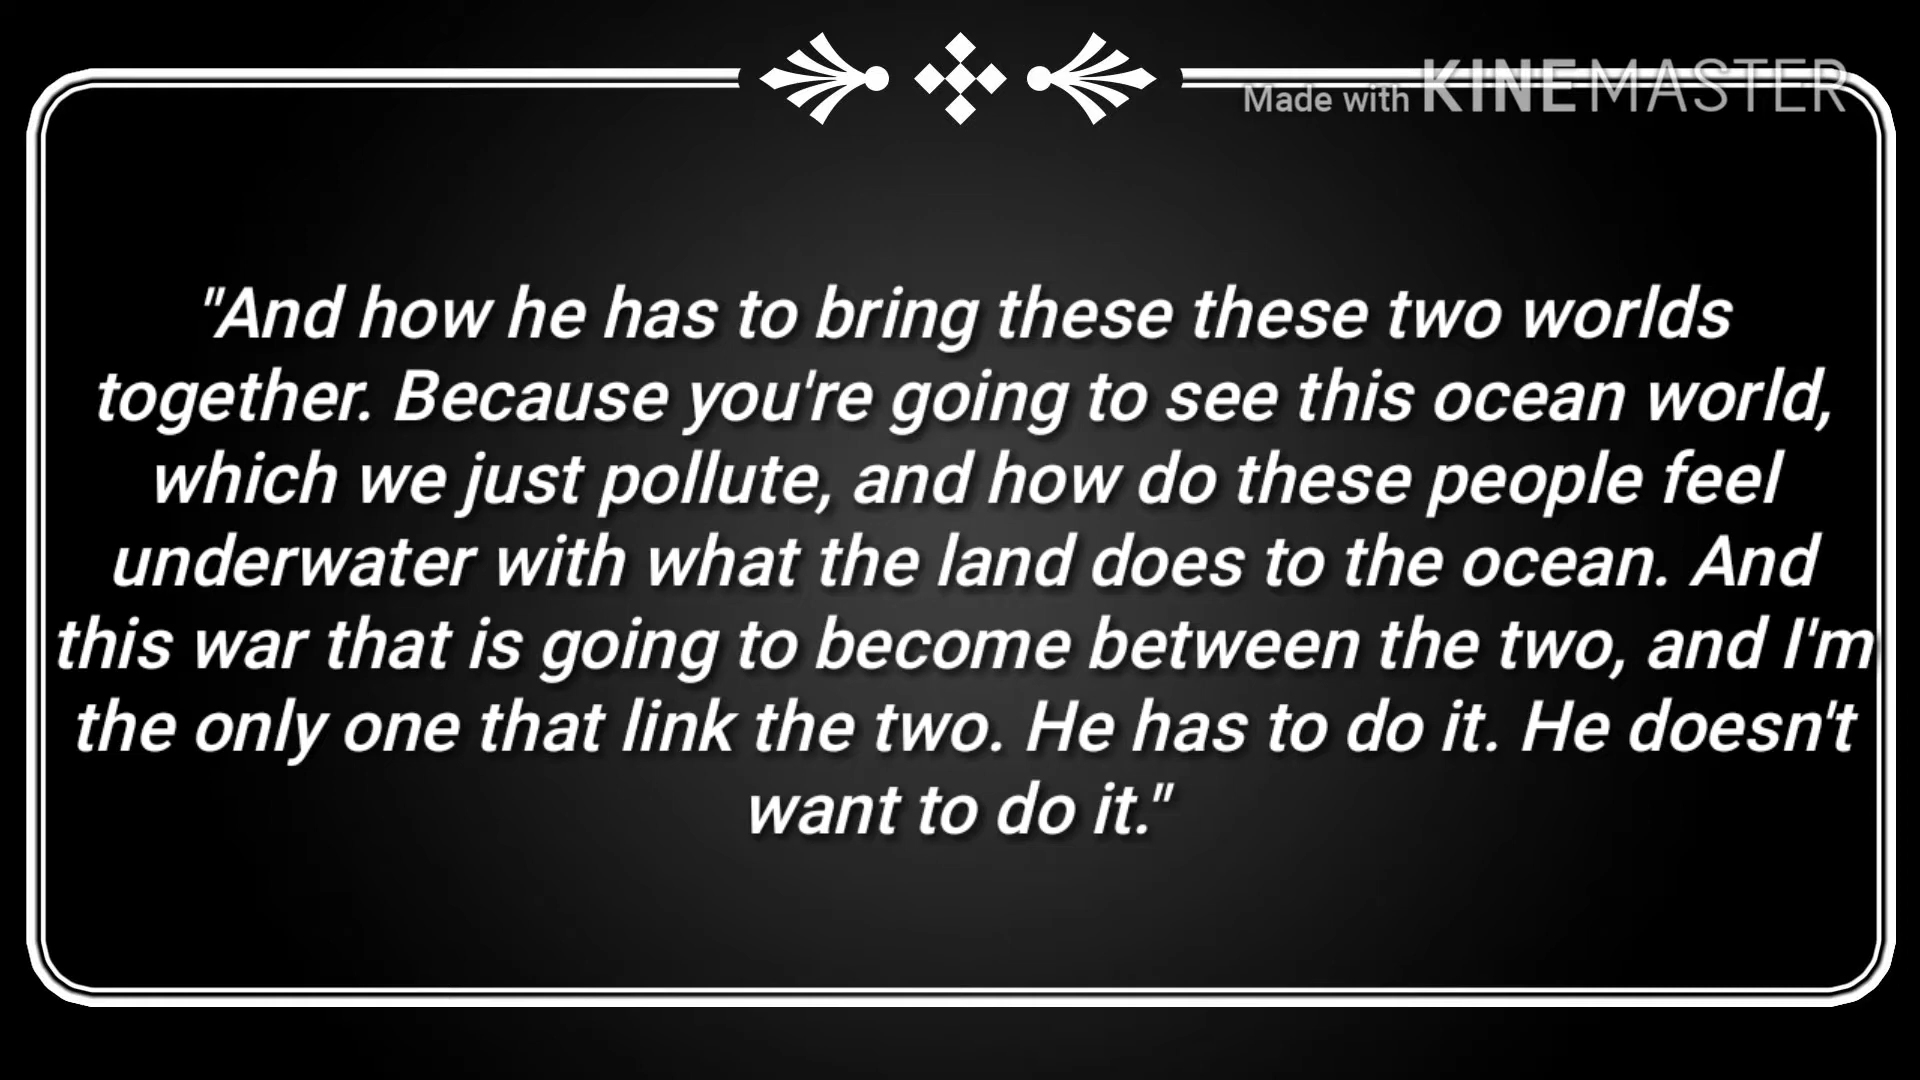 Made with KINEMASTER
"And how he has to bring these these two worlds
together. Because you're going to see this ocean world,
which we just pollute, and how do these people feel
underwater with what the land does to the ocean. And
this war that is going to become between the two, and I'm
the only one that link the two. He has to do it. He doesn't
want to do it."